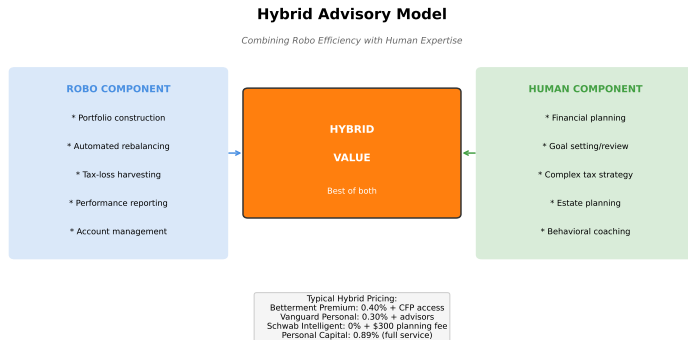 Hybrid Advisory Model
Combining Robo Efficiency with Human Expertise
ROBO COMPONENT
* Portfolio construction
* Automated rebalancing
* Tax-loss harvesting
* Performance reporting
* Account management
HYBRID
VALUE
Best of both
HUMAN COMPONENT
* Financial planning
* Goal setting/review
* Complex tax strategy
* Estate planning
* Behavioral coaching
Typical Hybrid Pricing:
Betterment Premium: 0.40% + CFP access
Vanguard Personal: 0.30% + advisors
Schwab Intelligent: 0% + $300 planning fee
Personal Capital: 0.89% (full service)